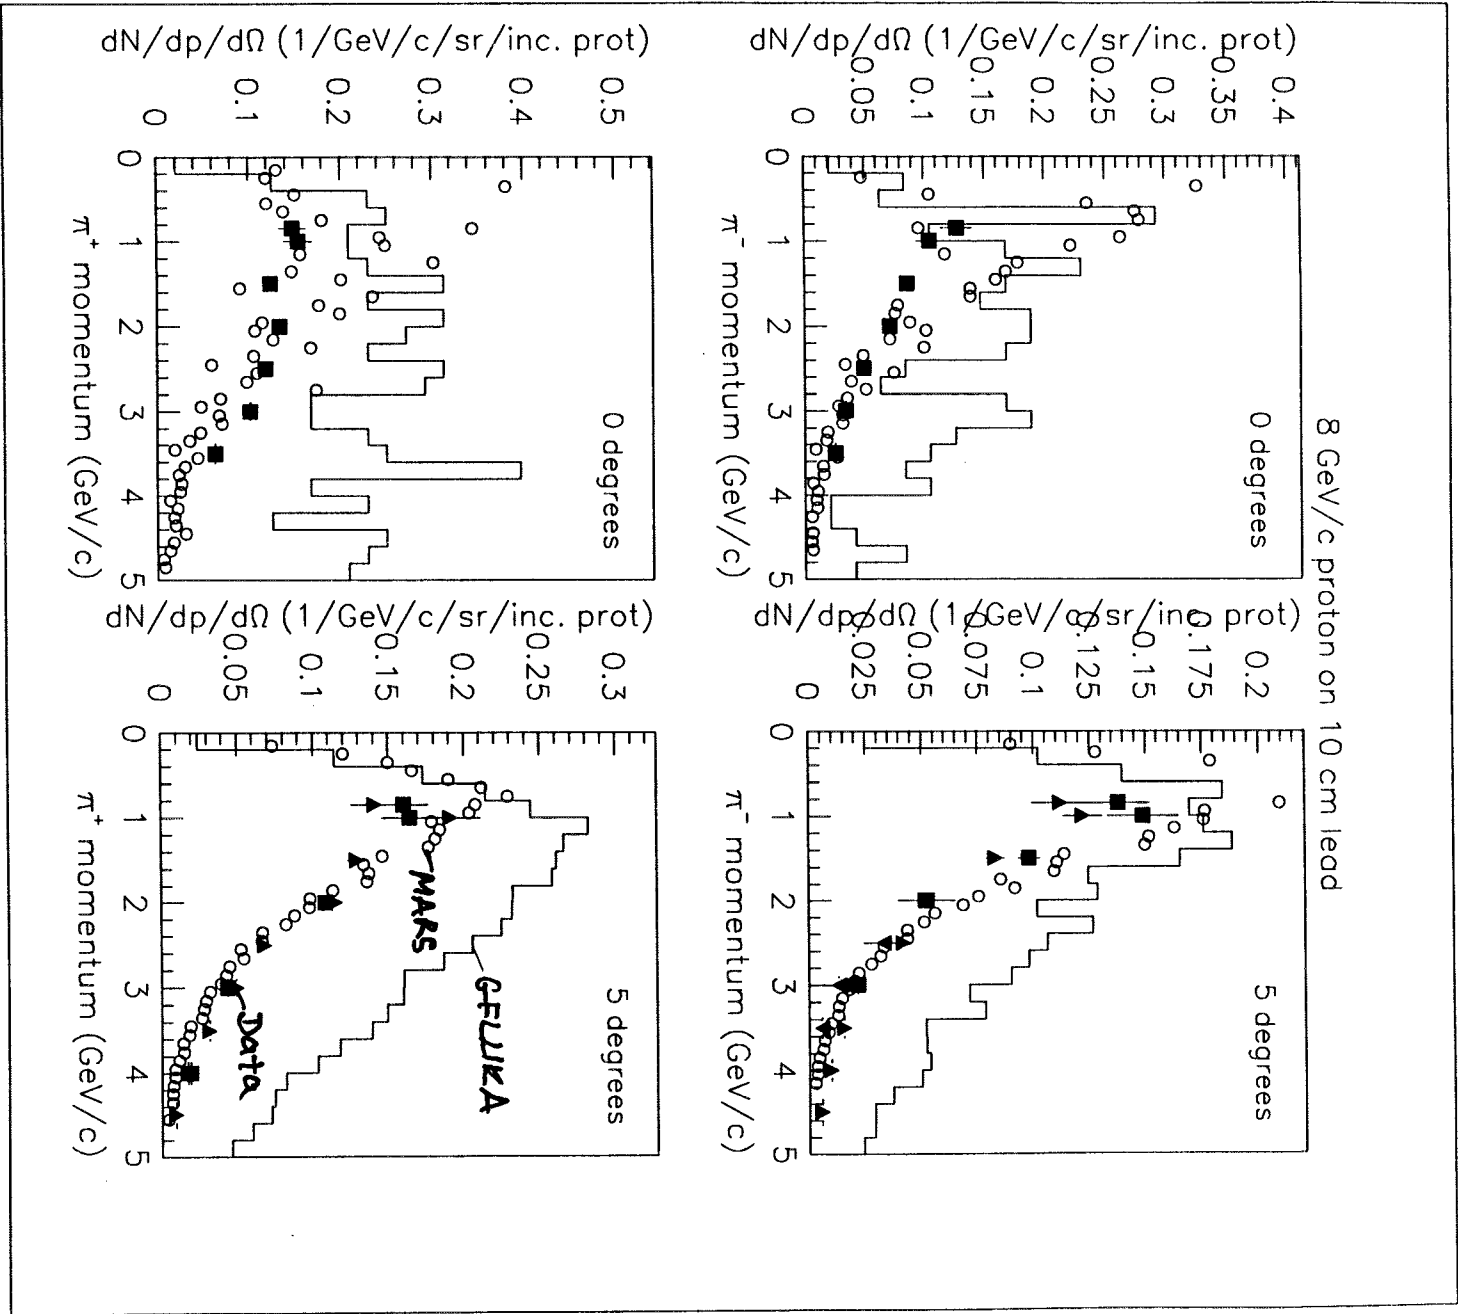 8 GeV/c proton on 10 cm lead
dN/dp/dΩ (1/GeV/c/sr/inc. prot)
0.4
0.35
0.3
0.25
0.2
0.15
0.1
0.05
0
0 1 2 3 4 5
0 degrees
π⁻ momentum (GeV/c)
dN/dp/dΩ (1/GeV/c/sr/inc. prot)
0.2
0.175
0.15
0.125
0.1
0.075
0.05
0.025
0
0 1 2 3 4 5
5 degrees
π⁻ momentum (GeV/c)
dN/dp/dΩ (1/GeV/c/sr/inc. prot)
0.5
0.4
0.3
0.2
0.1
0
0 1 2 3 4 5
0 degrees
π⁺ momentum (GeV/c)
dN/dp/dΩ (1/GeV/c/sr/inc. prot)
0.3
0.25
0.2
0.15
0.1
0.05
0
0 1 2 3 4 5
5 degrees
GFLUKA
MARS
Data
π⁺ momentum (GeV/c)